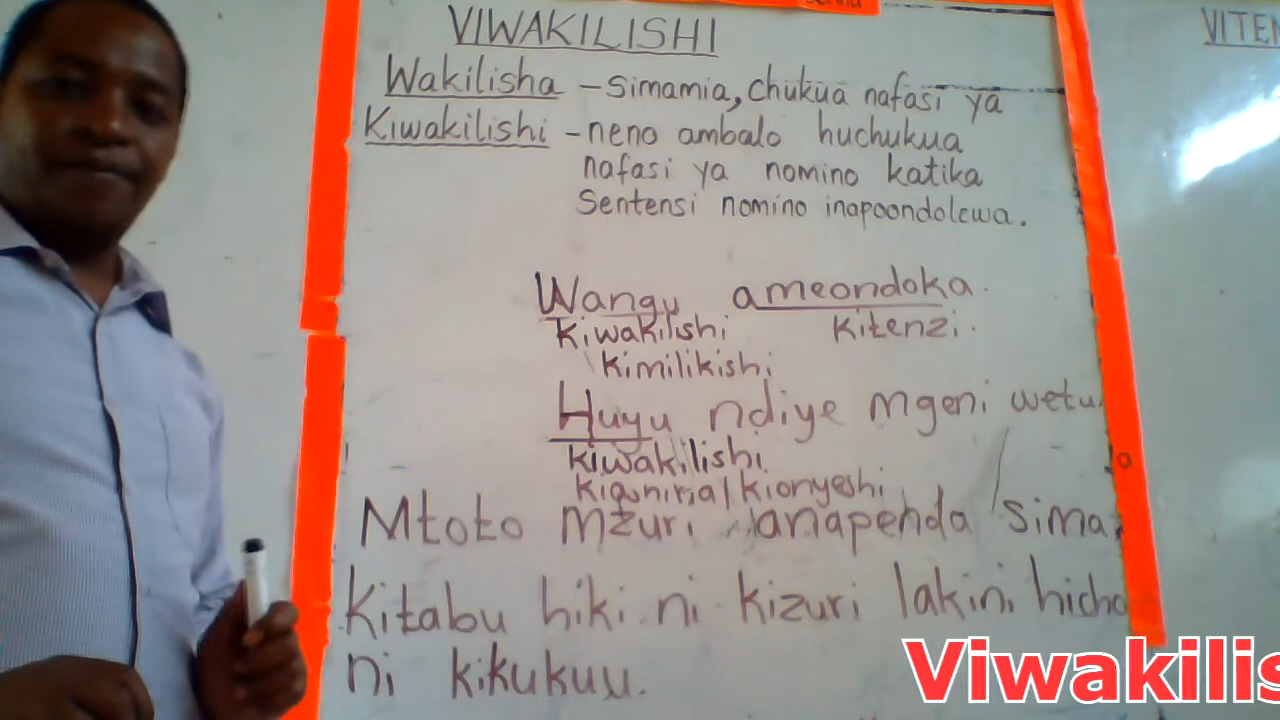 VIWAKILISHI
VITEN
Wakilisha - Simamia, chukua nafasi ya
Kiwakilishi - neno ambalo huchukua
nafasi ya nomino katika
Sentensi nomino inapoondolewa.
Wangu ameondoka.
kiwakilishi kitenzi.
kimilikishi
Huyu ndiye mgeni wetu.
kiwakilishi
kionyeshi
Mtoto mzuri anapenda sima.
Kitabu hiki ni kizuri lakini hicho
ni kikukuu.
Viwakilis